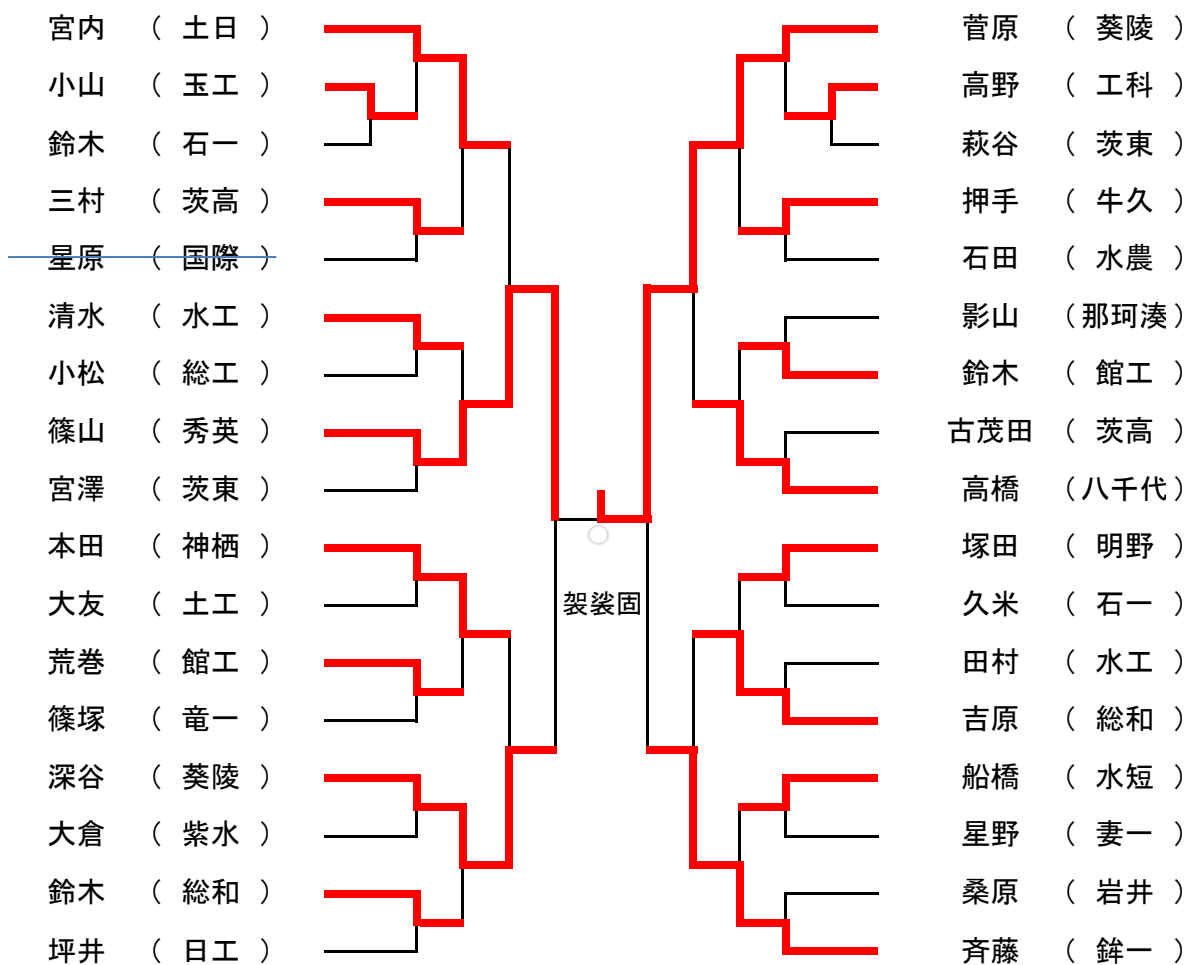 宮内 （ 土日 ）
小山 （ 玉工 ）
鈴木 （ 石一 ）
三村 （ 茨高 ）
星原 （ 国際 ）
清水 （ 水工 ）
小松 （ 総工 ）
篠山 （ 秀英 ）
宮澤 （ 茨東 ）
本田 （ 神栖 ）
大友 （ 土工 ）
荒巻 （ 館工 ）
篠塚 （ 竜一 ）
深谷 （ 葵陵 ）
大倉 （ 紫水 ）
鈴木 （ 総和 ）
坪井 （ 日工 ）
袈裟固
菅原 （ 葵陵 ）
高野 （ 工科 ）
萩谷 （ 茨東 ）
押手 （ 牛久 ）
石田 （ 水農 ）
影山 （那珂湊）
鈴木 （ 館工 ）
古茂田 （ 茨高 ）
高橋 （八千代）
塚田 （ 明野 ）
久米 （ 石一 ）
田村 （ 水工 ）
吉原 （ 総和 ）
船橋 （ 水短 ）
星野 （ 妻一 ）
桑原 （ 岩井 ）
斉藤 （ 鉾一 ）